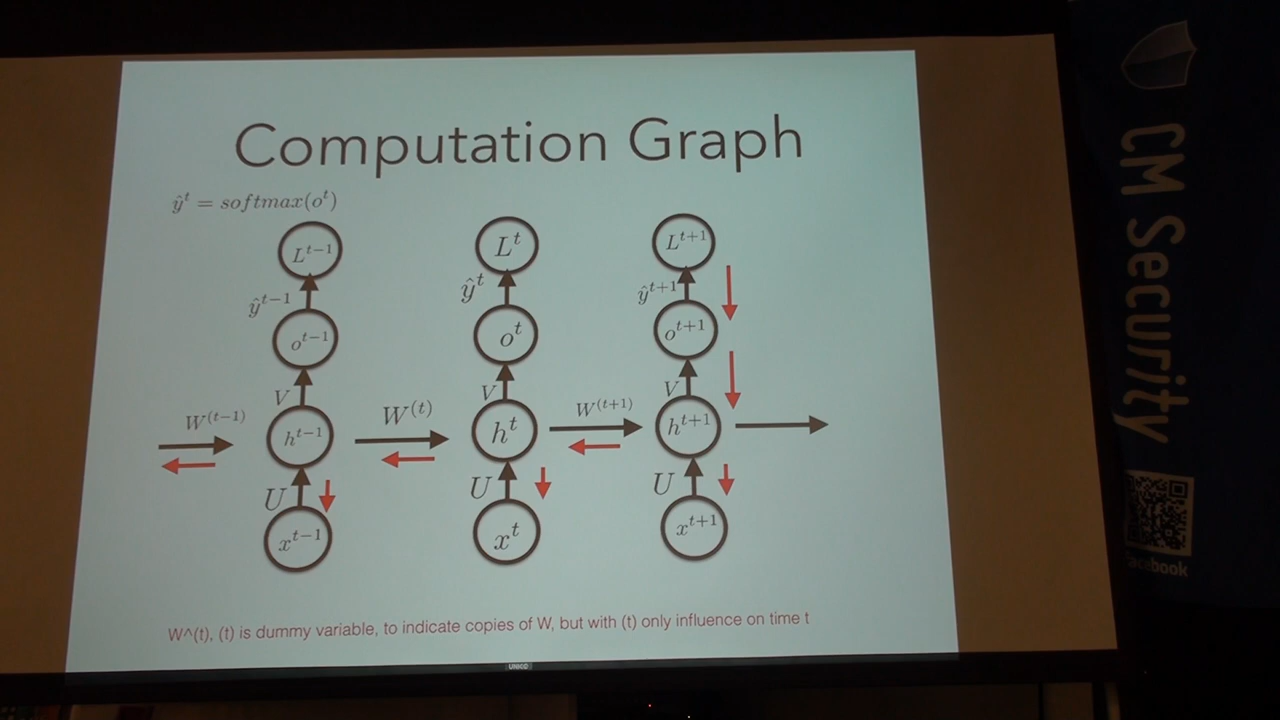 Computation Graph
ŷ^t = softmax(o^t)
L^{t-1}
L^t
L^{t+1}
ŷ^{t-1}
ŷ^t
ŷ^{t+1}
o^{t-1}
o^t
o^{t+1}
V
V
V
W^{(t-1)}
W^{(t)}
W^{(t+1)}
h^{t-1}
h^t
h^{t+1}
U
U
U
x^{t-1}
x^t
x^{t+1}
W^(t), (t) is dummy variable, to indicate copies of W, but with (t) only influence on time t
UNICO
CM Security
facebook